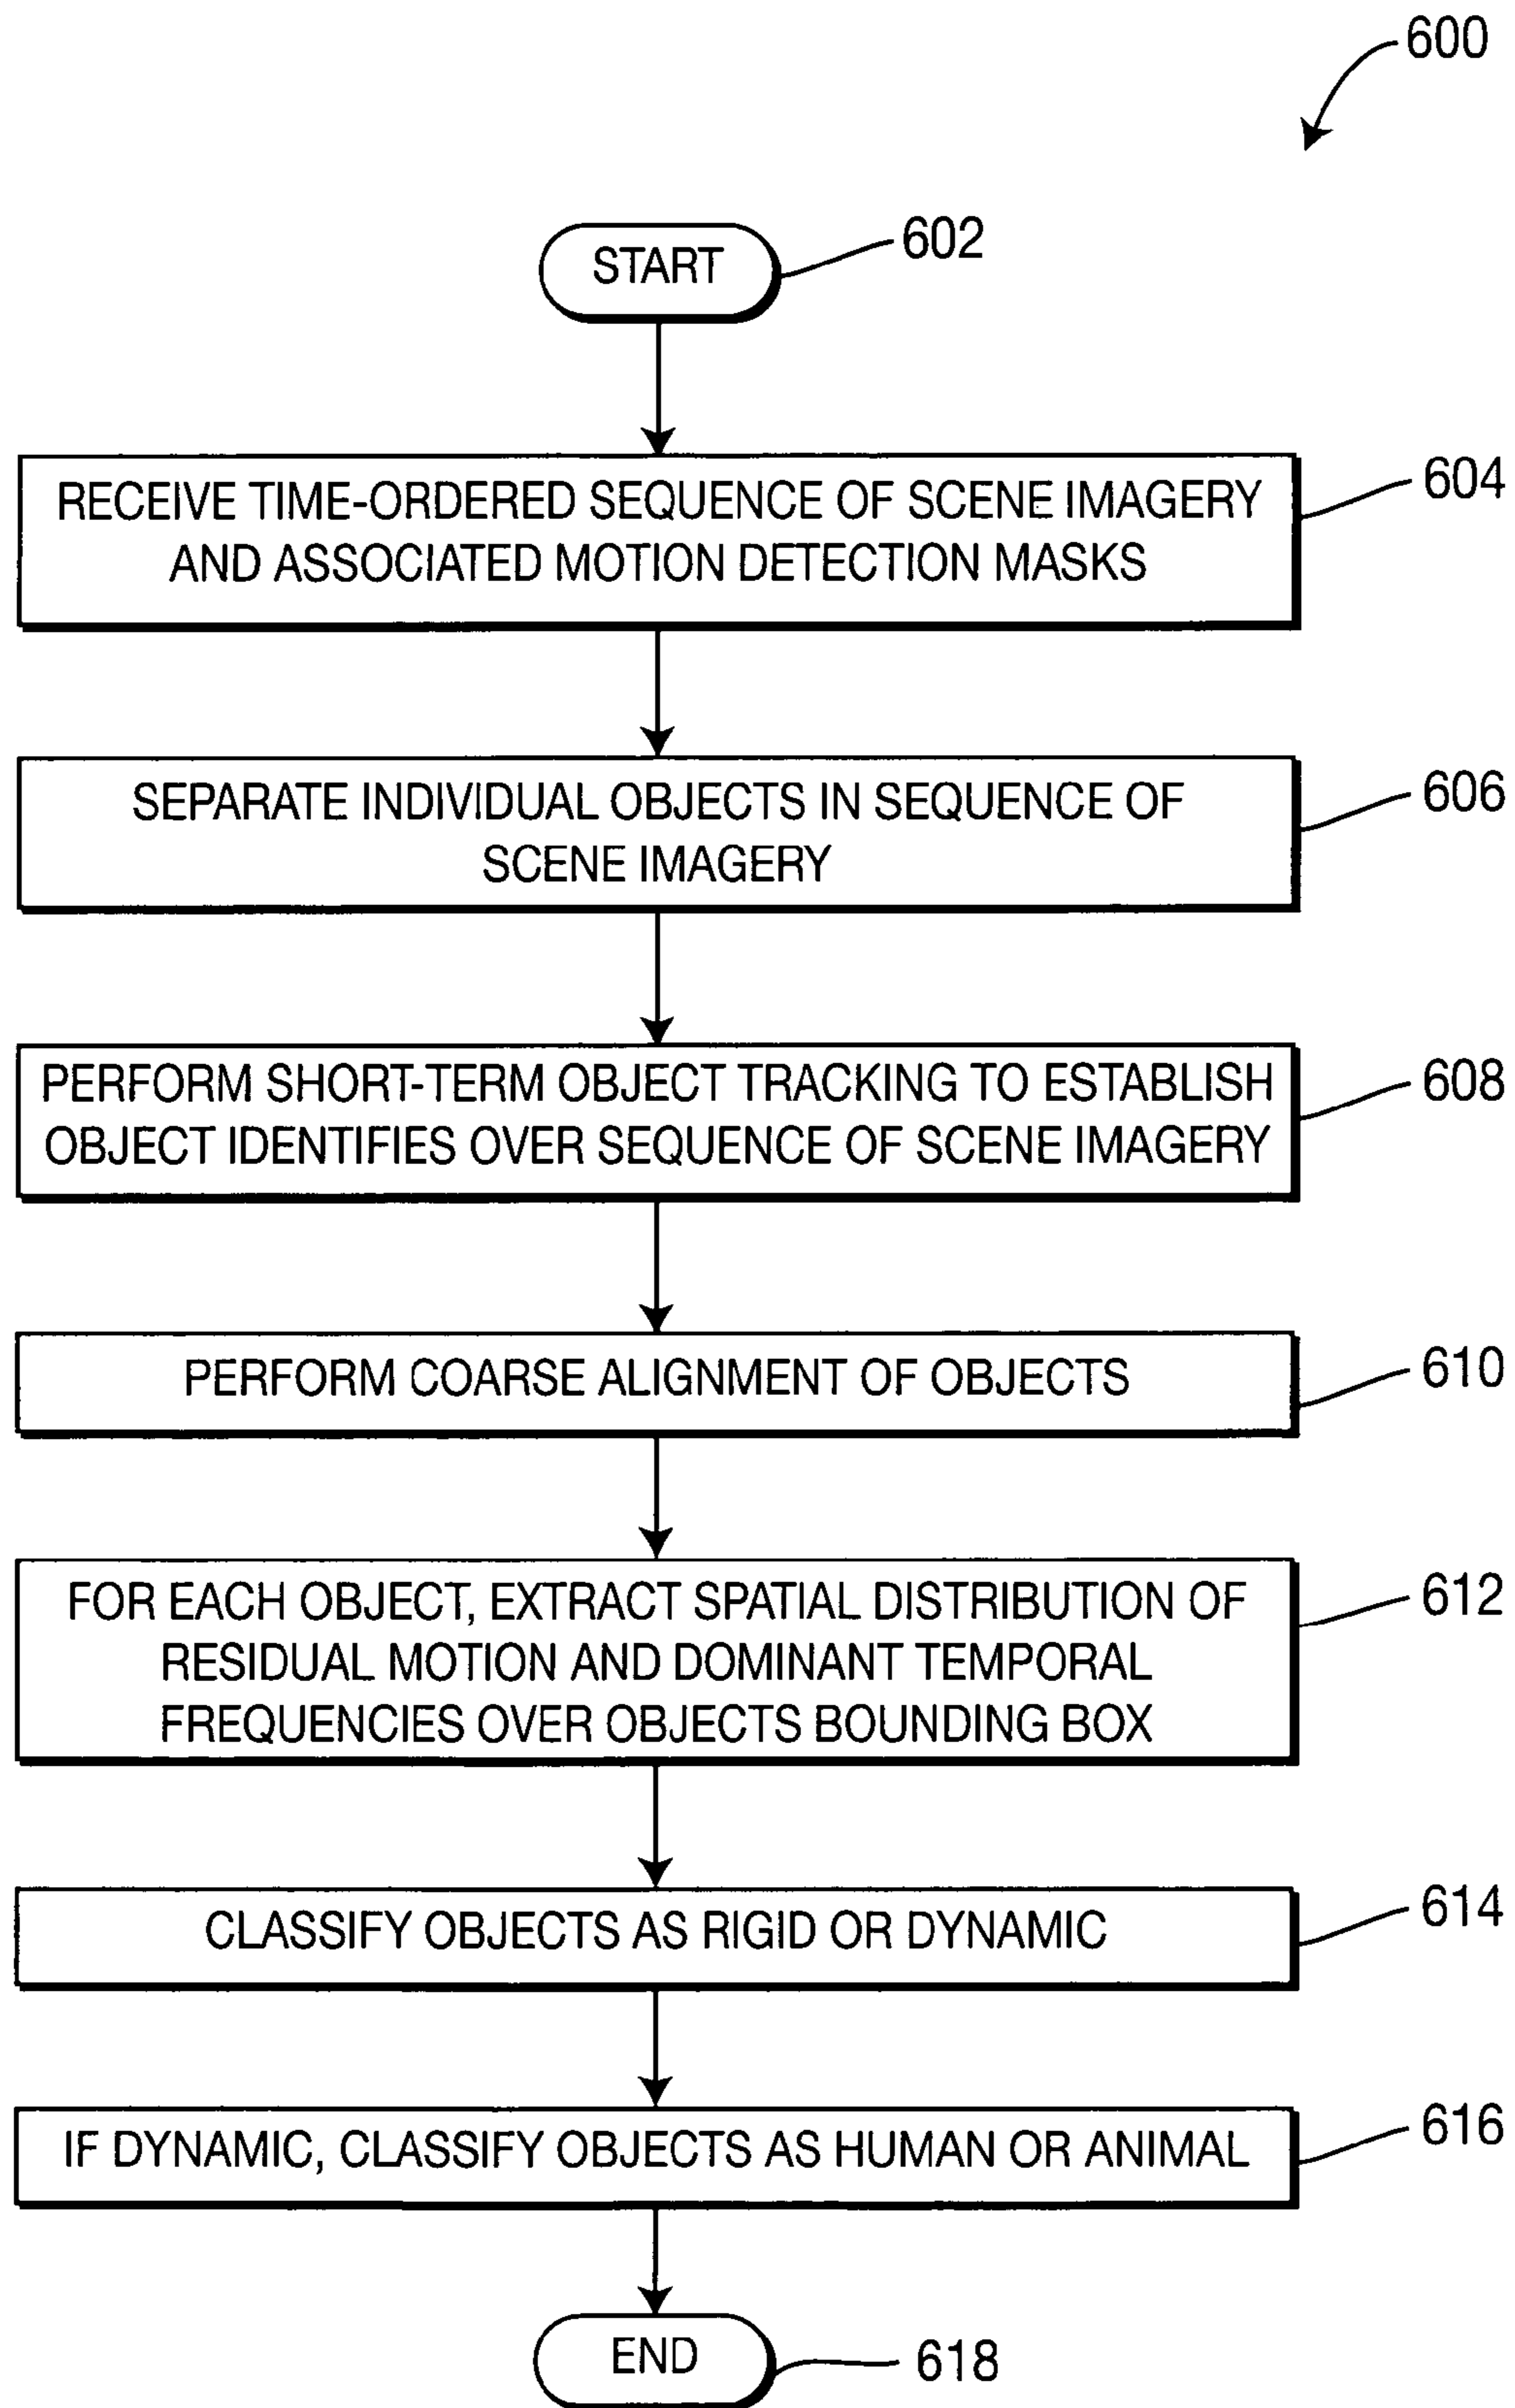 600
START
602
RECEIVE TIME-ORDERED SEQUENCE OF SCENE IMAGERY
AND ASSOCIATED MOTION DETECTION MASKS
604
SEPARATE INDIVIDUAL OBJECTS IN SEQUENCE OF
SCENE IMAGERY
606
PERFORM SHORT-TERM OBJECT TRACKING TO ESTABLISH
OBJECT IDENTIFIES OVER SEQUENCE OF SCENE IMAGERY
608
PERFORM COARSE ALIGNMENT OF OBJECTS
610
FOR EACH OBJECT, EXTRACT SPATIAL DISTRIBUTION OF
RESIDUAL MOTION AND DOMINANT TEMPORAL
FREQUENCIES OVER OBJECTS BOUNDING BOX
612
CLASSIFY OBJECTS AS RIGID OR DYNAMIC
614
IF DYNAMIC, CLASSIFY OBJECTS AS HUMAN OR ANIMAL
616
END
618